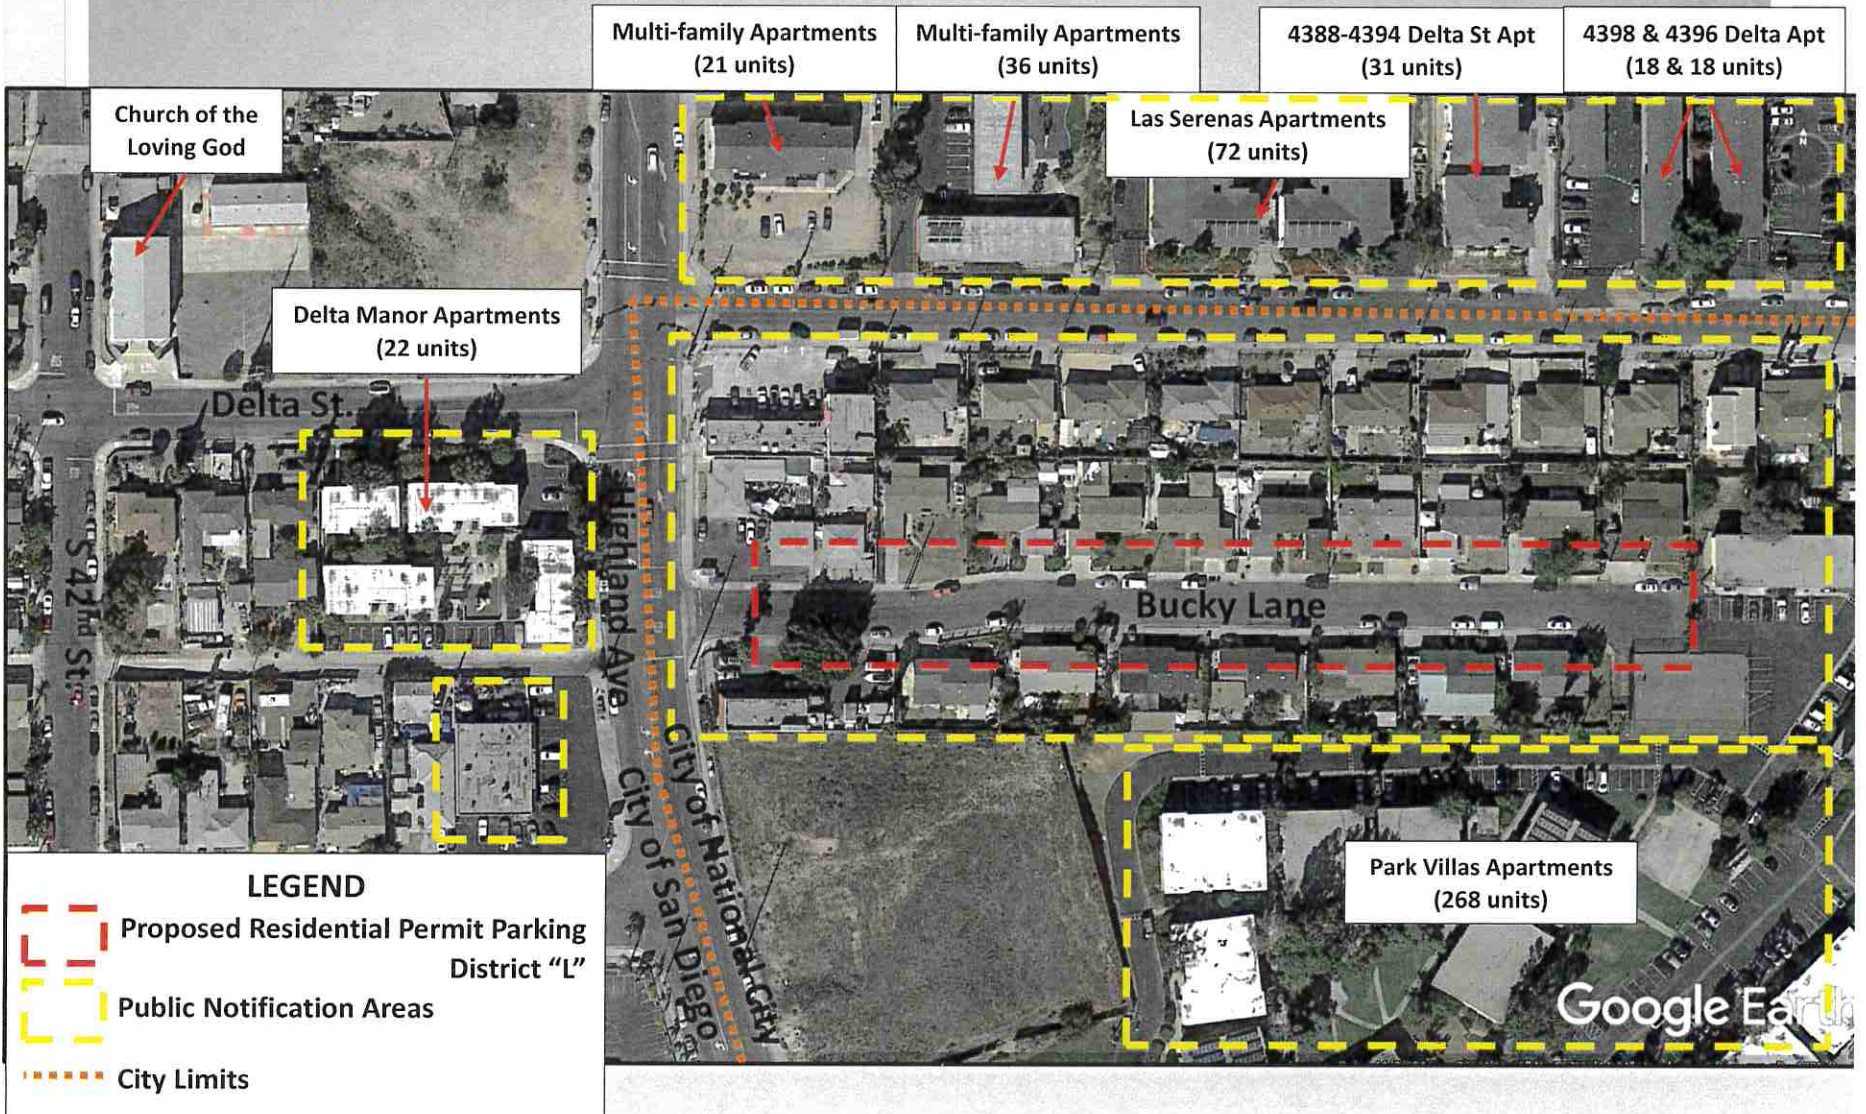 Multi-family Apartments
(21 units)
Multi-family Apartments
(36 units)
4388-4394 Delta St Apt
(31 units)
4398 & 4396 Delta Apt
(18 & 18 units)
Church of the
Loving God
Las Serenas Apartments
(72 units)
Delta Manor Apartments
(22 units)
Delta St.
S 42nd St.
Highland Ave
Bucky Lane
City of National City
City of San Diego
Park Villas Apartments
(268 units)
Google Earth
LEGEND
Proposed Residential Permit Parking
District “L”
Public Notification Areas
City Limits